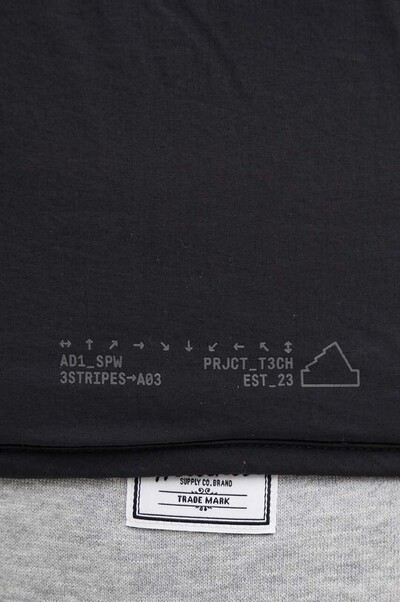 ↔ ↑ ↗ → ↘ ↓ ↙ ← ↖ ↕
AD1_SPW PRJCT_T3CH
3STRIPES→A03 EST_23
SUPPLY CO. BRAND
TRADE MARK